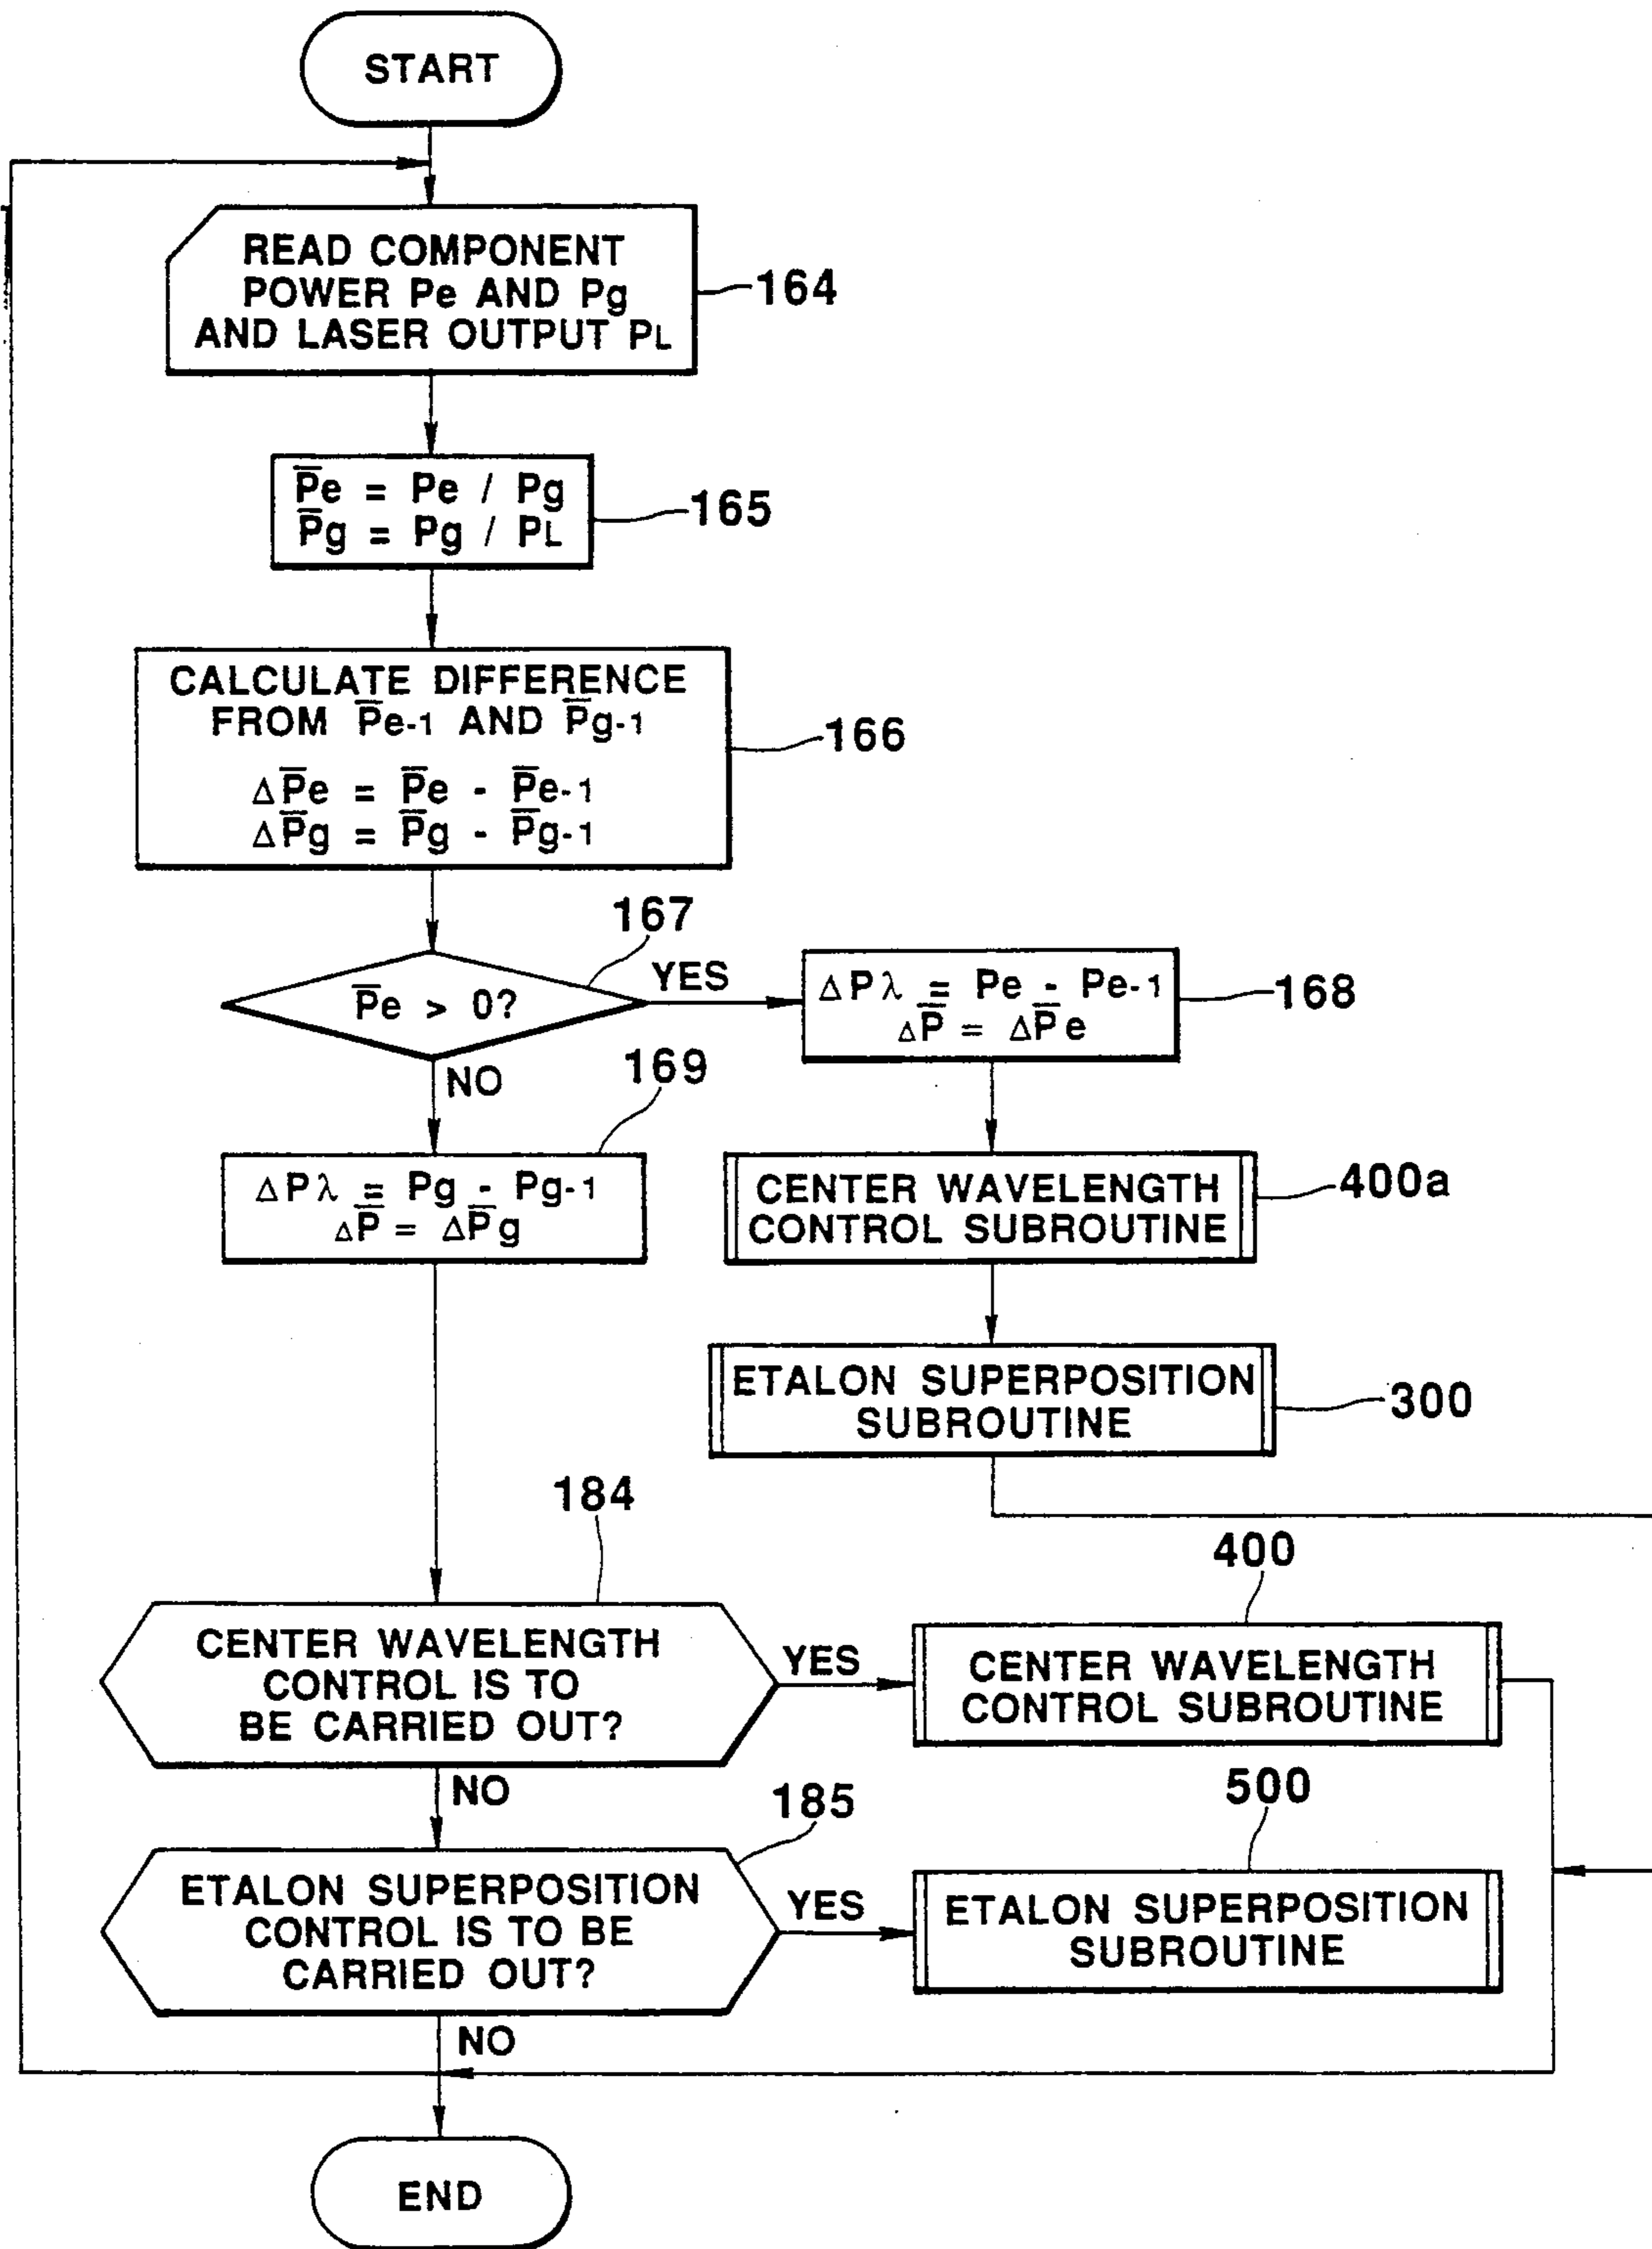 START
READ COMPONENT
POWER Pe AND Pg
AND LASER OUTPUT PL
164
P̅e = Pe / Pg
P̅g = Pg / PL
165
CALCULATE DIFFERENCE
FROM P̅e-1 AND P̅g-1
ΔP̅e = P̅e - P̅e-1
ΔP̅g = P̅g - P̅g-1
166
167
P̅e > 0?
YES
ΔPλ = Pe - Pe-1
ΔP̅ = ΔP̅e
168
NO
169
ΔPλ = Pg - Pg-1
ΔP̅ = ΔP̅g
CENTER WAVELENGTH
CONTROL SUBROUTINE
400a
ETALON SUPERPOSITION
SUBROUTINE
300
184
CENTER WAVELENGTH
CONTROL IS TO
BE CARRIED OUT?
YES
400
CENTER WAVELENGTH
CONTROL SUBROUTINE
NO
185
ETALON SUPERPOSITION
CONTROL IS TO BE
CARRIED OUT?
YES
500
ETALON SUPERPOSITION
SUBROUTINE
NO
END